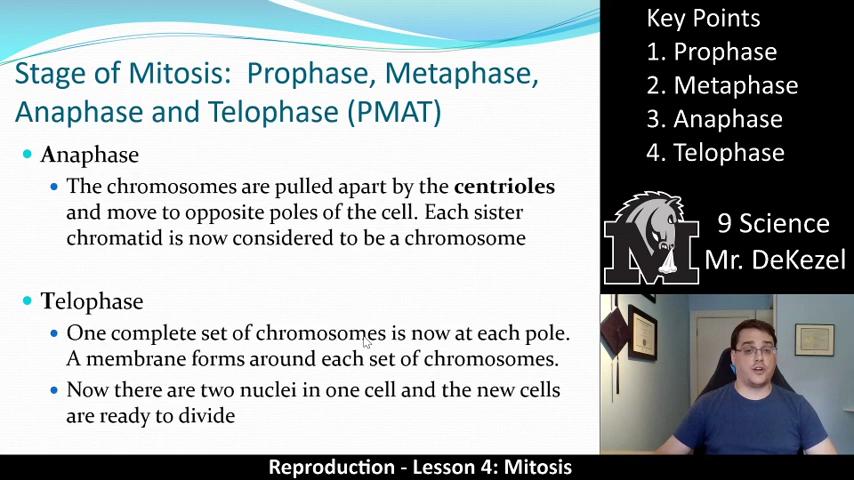 Stage of Mitosis:  Prophase, Metaphase,
Anaphase and Telophase (PMAT)
Anaphase
The chromosomes are pulled apart by the centrioles
and move to opposite poles of the cell. Each sister
chromatid is now considered to be a chromosome
Telophase
One complete set of chromosomes is now at each pole.
A membrane forms around each set of chromosomes.
Now there are two nuclei in one cell and the new cells
are ready to divide
Key Points
1. Prophase
2. Metaphase
3. Anaphase
4. Telophase
M
9 Science
Mr. DeKezel
Reproduction - Lesson 4: Mitosis